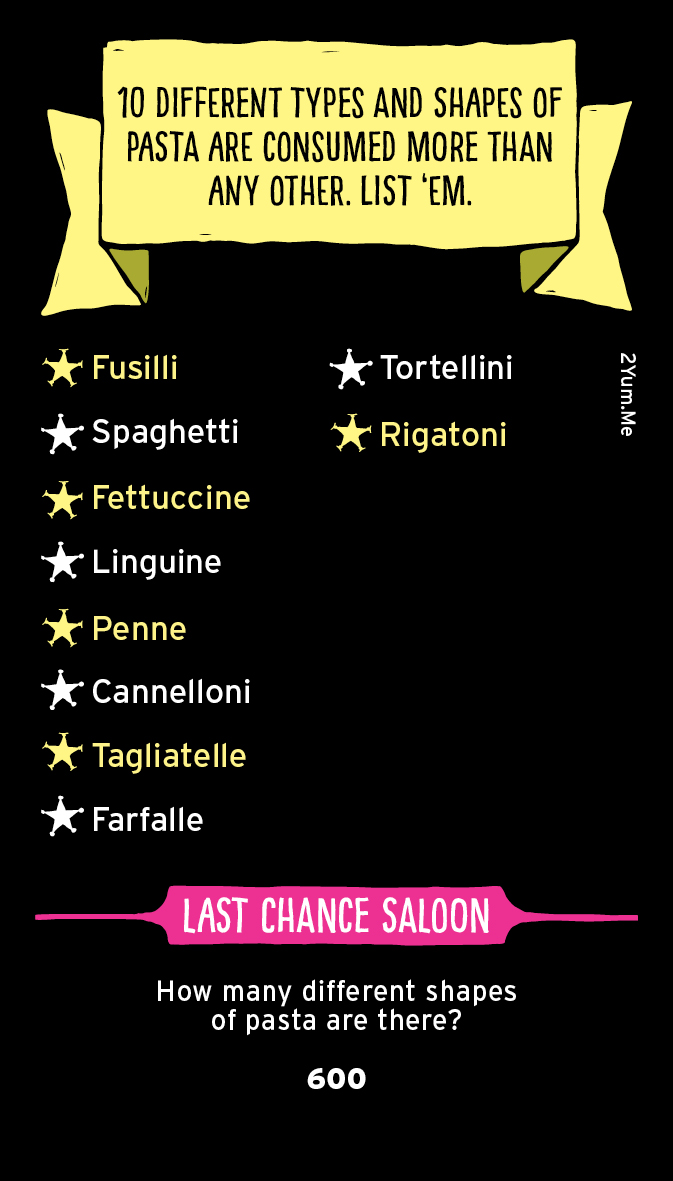 10 DIFFERENT TYPES AND SHAPES OF
PASTA ARE CONSUMED MORE THAN
ANY OTHER. LIST ‘EM.
Fusilli
Spaghetti
Fettuccine
Linguine
Penne
Cannelloni
Tagliatelle
Farfalle
Tortellini
Rigatoni
2Yum.Me
LAST CHANCE SALOON
How many different shapes
of pasta are there?
600